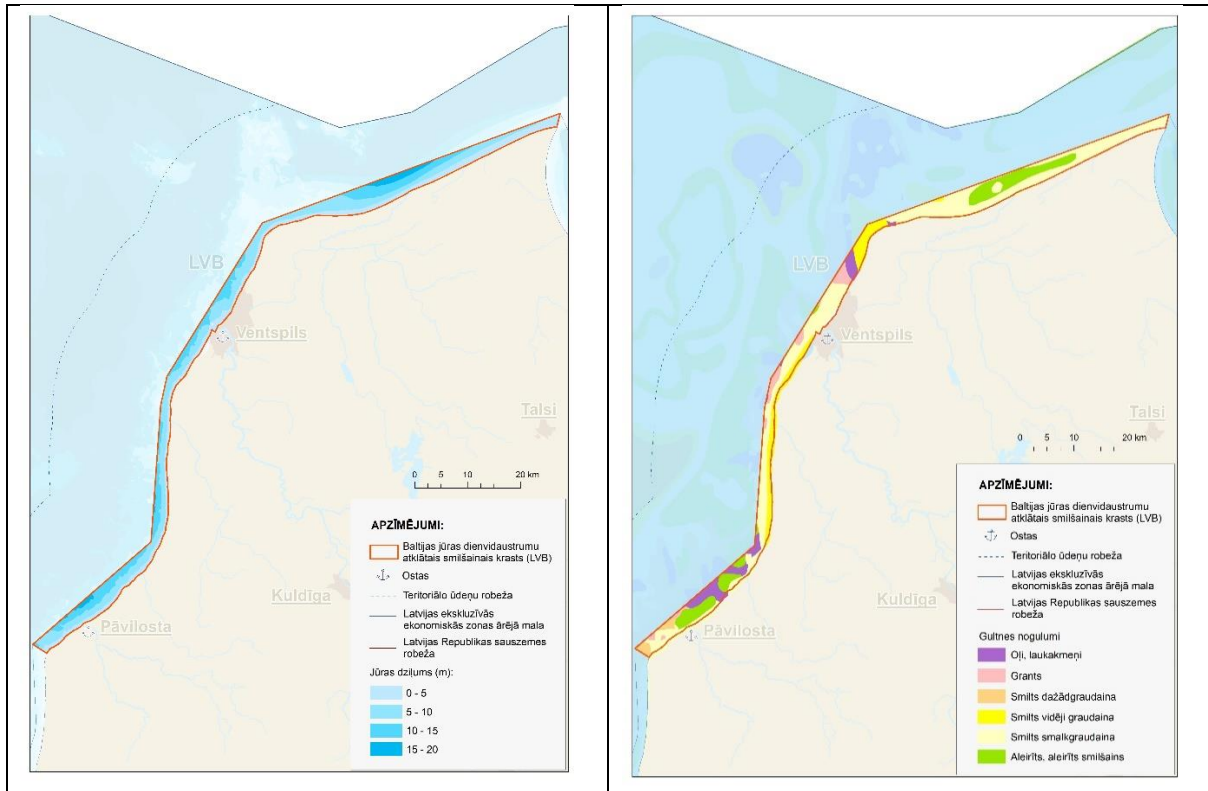 LVB
Ventspils
Talsi
0 5 10 20 km
Kuldīga
Pāvilosta
APZĪMĒJUMI:
Baltijas jūras dienvidaustrumu
atklātais smilšainais krasts (LVB)
Ostas
Teritoriālo ūdeņu robeža
Latvijas ekskluzīvās
ekonomiskās zonas ārējā mala
Latvijas Republikas sauszemes
robeža
Jūras dziļums (m):
0 - 5
5 - 10
10 - 15
15 - 20
LVB
Ventspils
Talsi
0 5 10 20 km
Kuldīga
Pāvilosta
APZĪMĒJUMI:
Baltijas jūras dienvidaustrumu
atklātais smilšainais krasts (LVB)
Ostas
Teritoriālo ūdeņu robeža
Latvijas ekskluzīvās
ekonomiskās zonas ārējā mala
Latvijas Republikas sauszemes
robeža
Gultnes nogulumi
Oļi, laukakmeņi
Grants
Smilts dažādgraudaina
Smilts vidēji graudaina
Smilts smalkgraudaina
Aleirīts, aleirīts smilšains